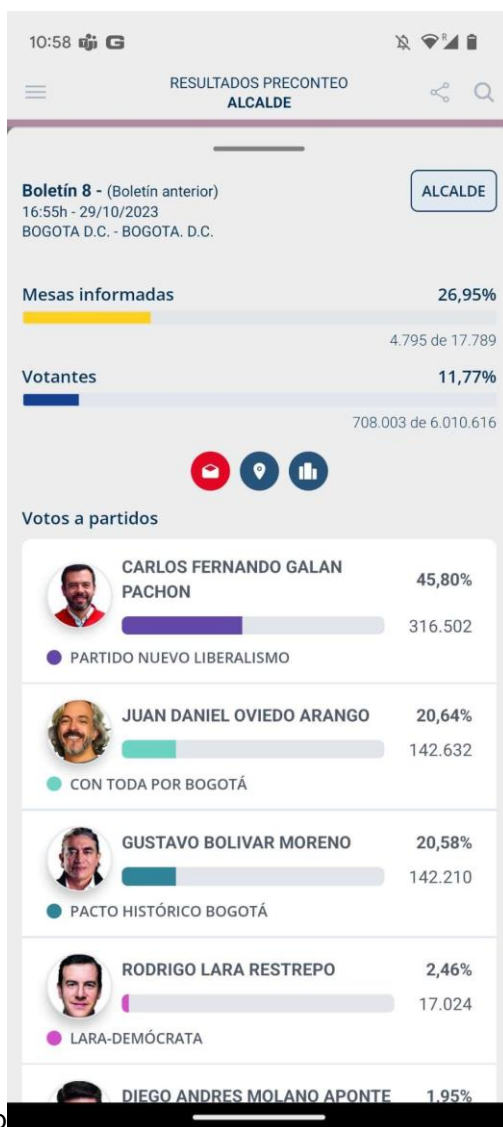 10:58
RESULTADOS PRECONTEO
ALCALDE
Boletín 8 - (Boletín anterior)
16:55h - 29/10/2023
BOGOTA D.C. - BOGOTA. D.C.
ALCALDE
Mesas informadas 26,95%
4.795 de 17.789
Votantes 11,77%
708.003 de 6.010.616
Votos a partidos
CARLOS FERNANDO GALAN
PACHON
45,80%
316.502
PARTIDO NUEVO LIBERALISMO
JUAN DANIEL OVIEDO ARANGO 20,64%
142.632
CON TODA POR BOGOTÁ
GUSTAVO BOLIVAR MORENO 20,58%
142.210
PACTO HISTÓRICO BOGOTÁ
RODRIGO LARA RESTREPO 2,46%
17.024
LARA-DEMÓCRATA
DIEGO ANDRES MOLANO APONTE 1,95%